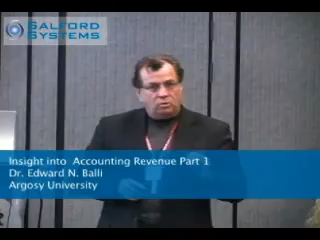 SALFORD
SYSTEMS
Insight into  Accounting Revenue Part 1
Dr. Edward N. Balli
Argosy University